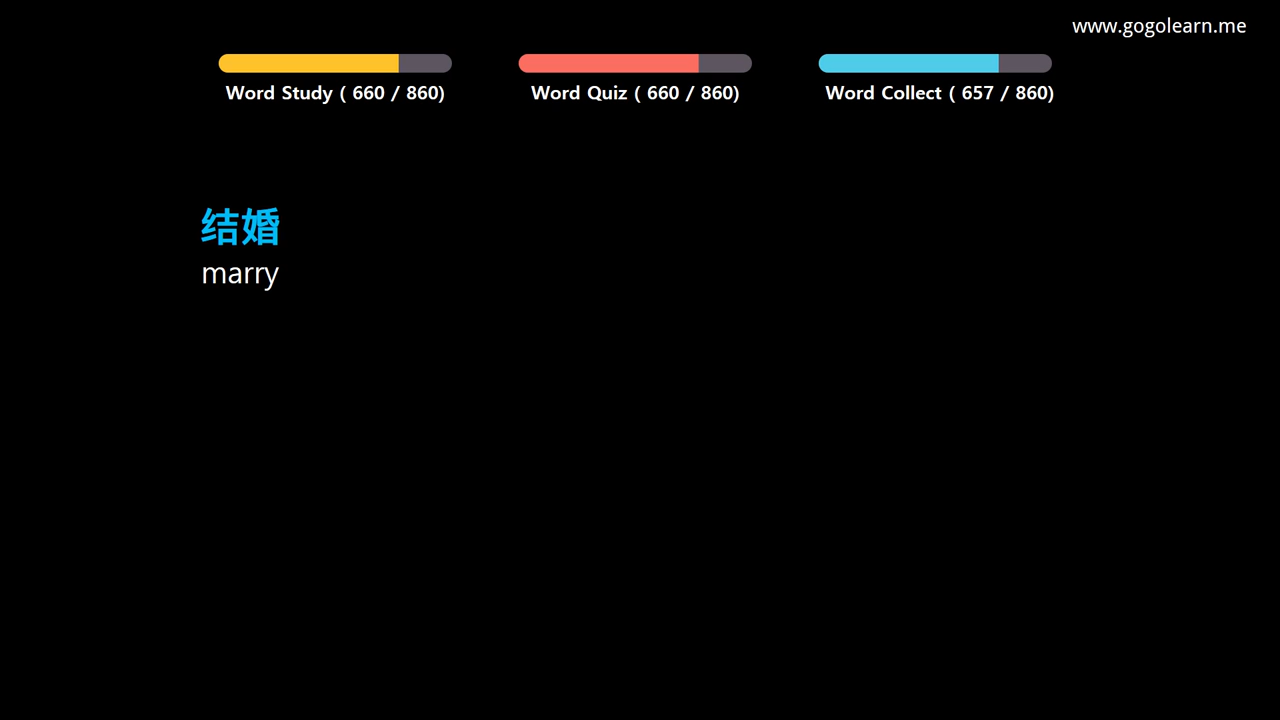 www.gogolearn.me
Word Study ( 660 / 860)
Word Quiz ( 660 / 860)
Word Collect ( 657 / 860)
结婚
marry